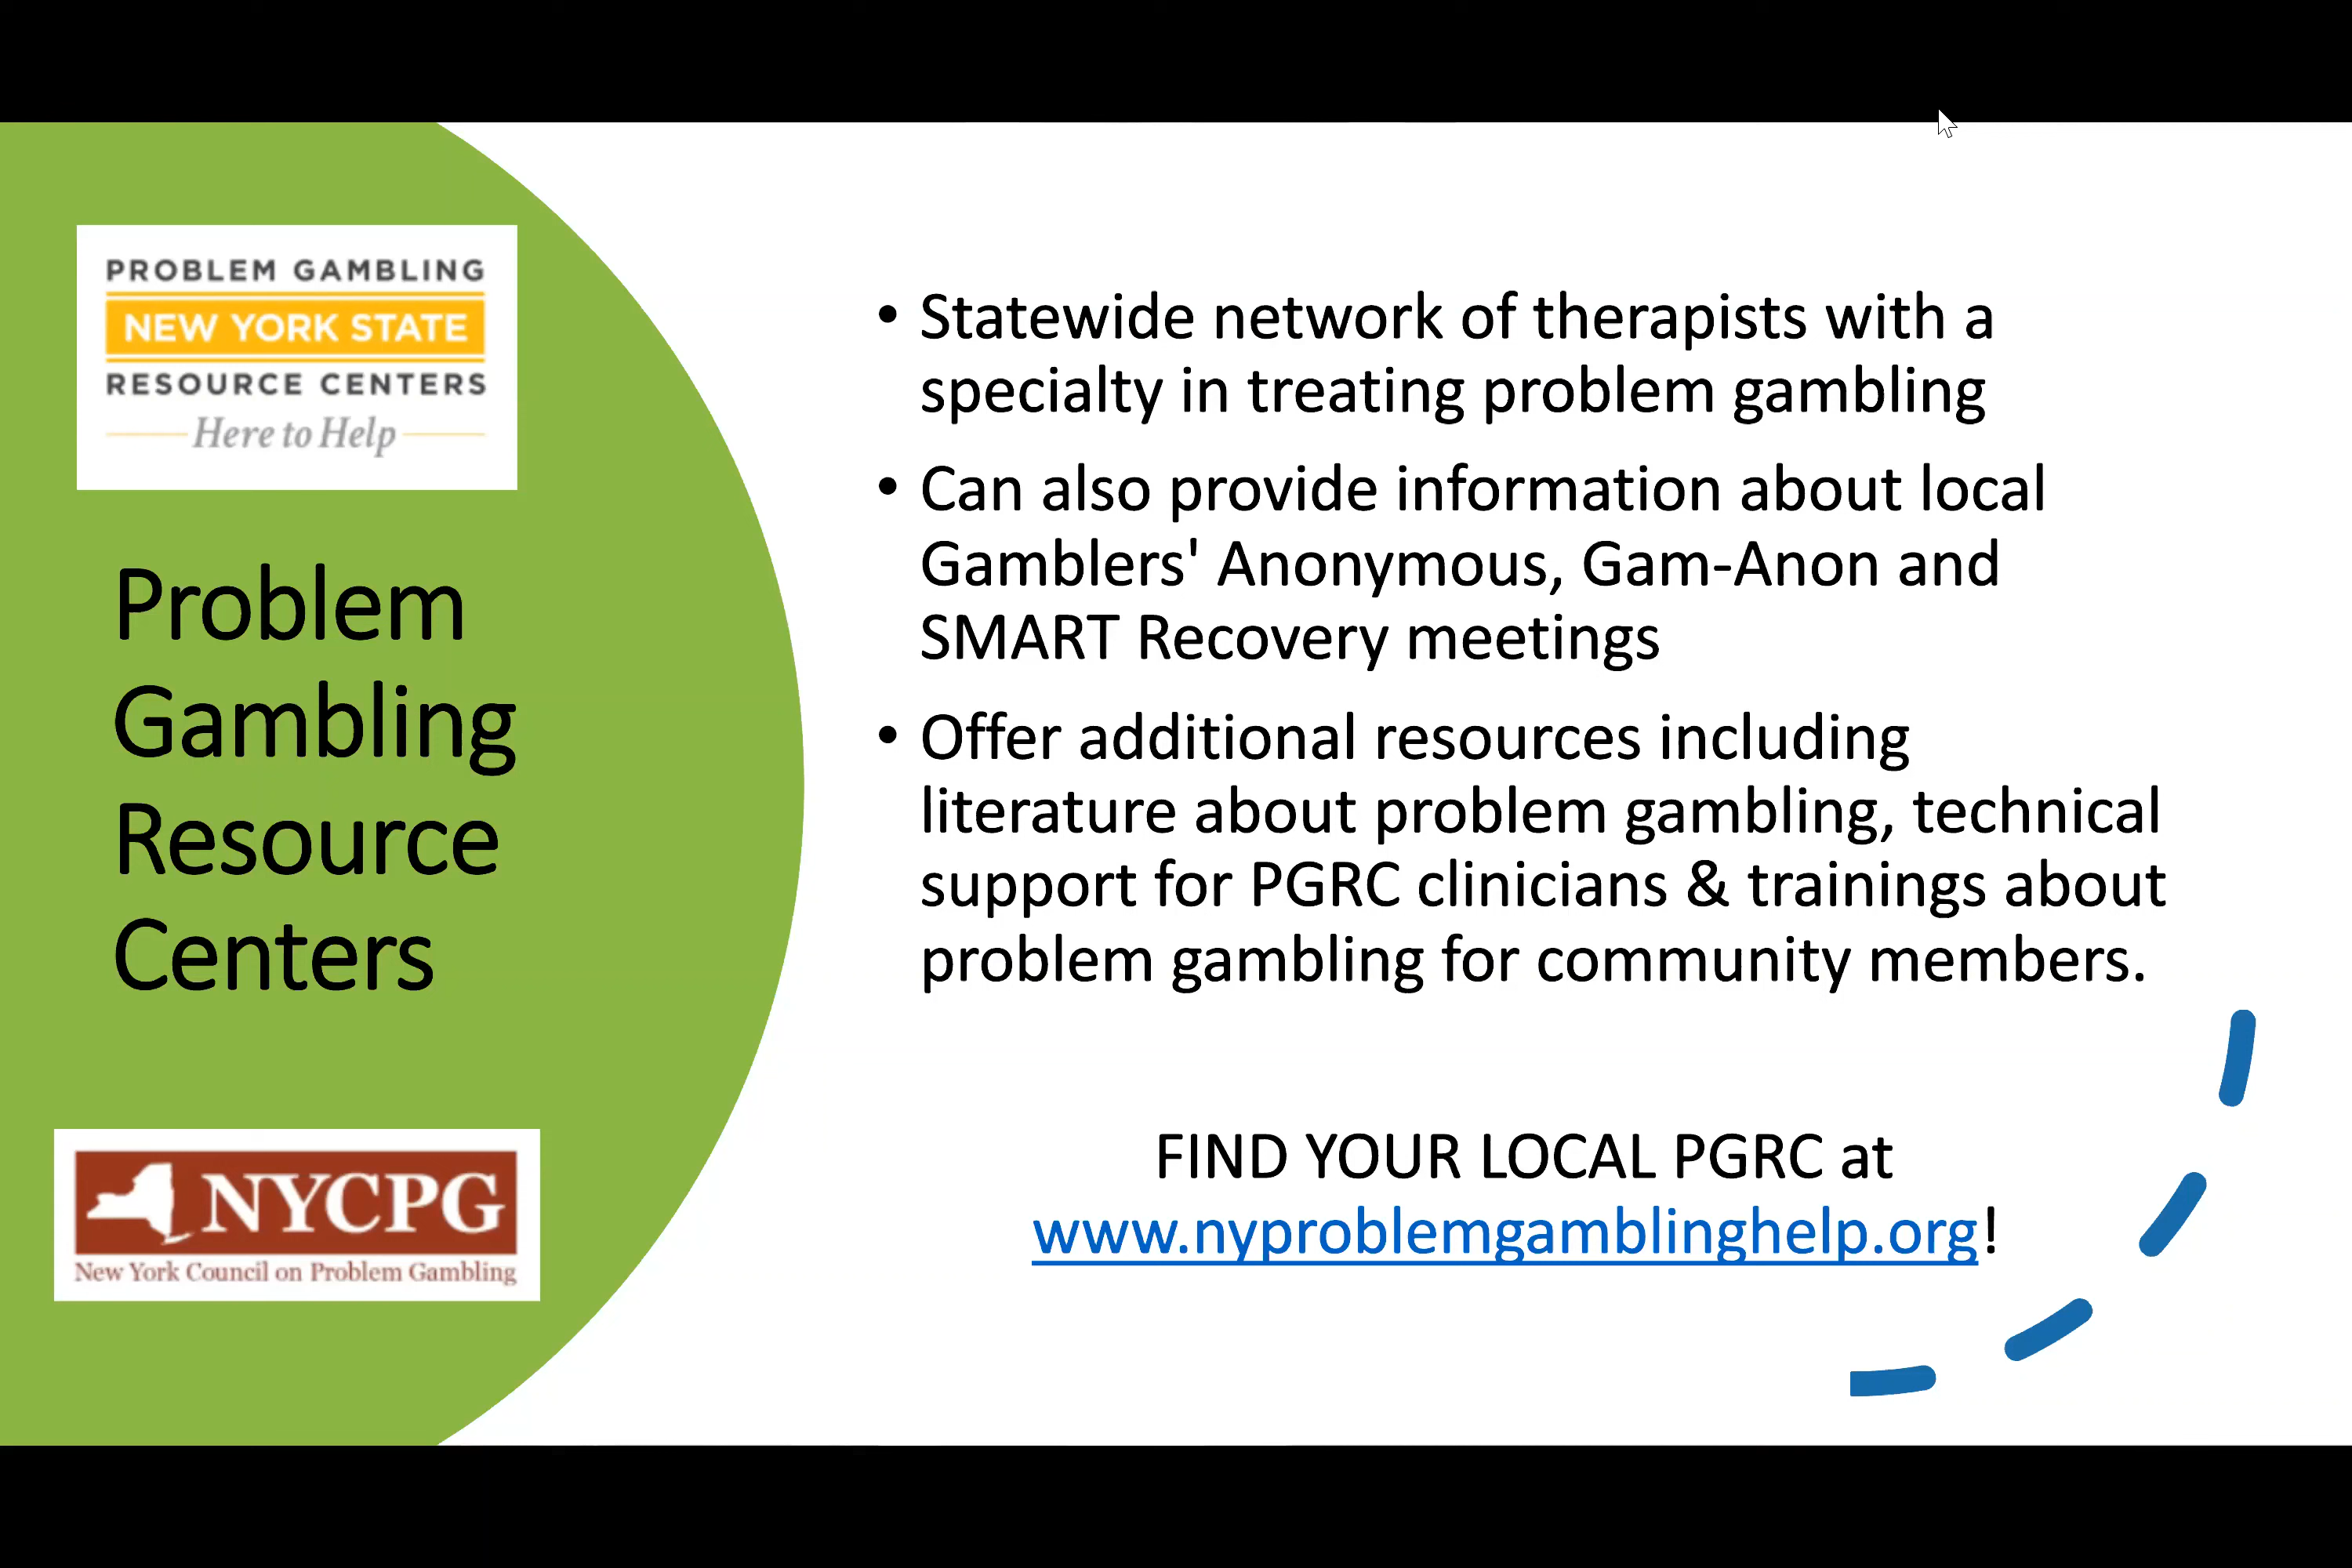 PROBLEM GAMBLING
NEW YORK STATE
RESOURCE CENTERS
Here to Help
Problem
Gambling
Resource
Centers
NYCPG
New York Council on Problem Gambling
• Statewide network of therapists with a
specialty in treating problem gambling
• Can also provide information about local
Gamblers' Anonymous, Gam-Anon and
SMART Recovery meetings
• Offer additional resources including
literature about problem gambling, technical
support for PGRC clinicians & trainings about
problem gambling for community members.
FIND YOUR LOCAL PGRC at
www.nyproblemgamblinghelp.org!